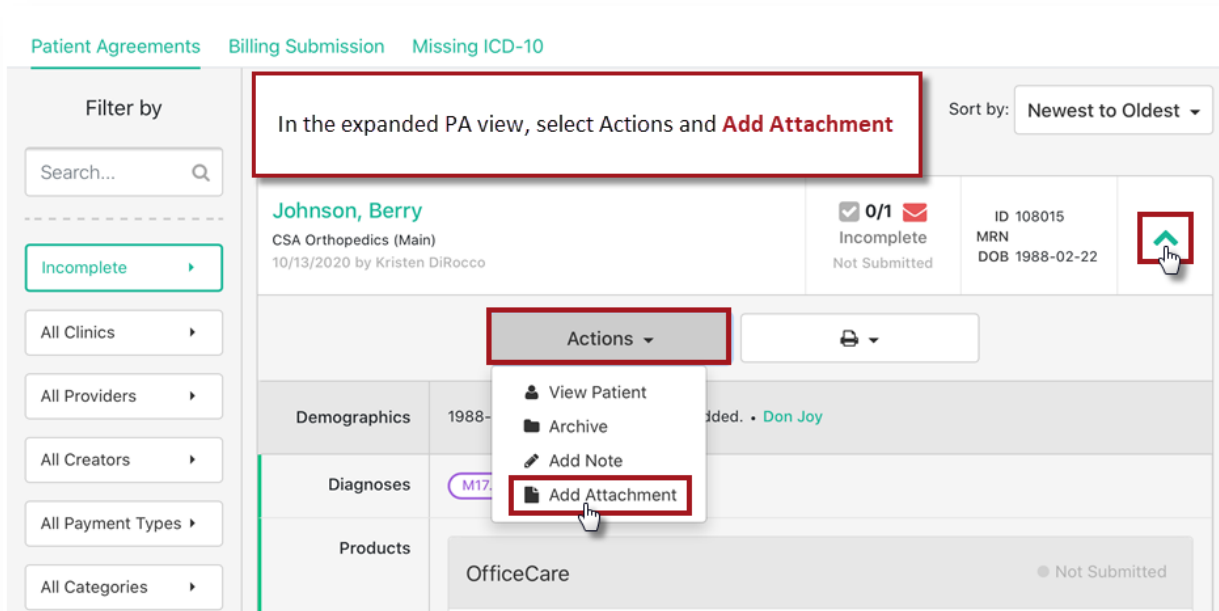 Patient Agreements Billing Submission Missing ICD-10
Filter by
In the expanded PA view, select Actions and Add Attachment
Sort by: Newest to Oldest
Search...
Johnson, Berry
CSA Orthopedics (Main)
10/13/2020 by Kristen DiRocco
0/1
Incomplete
Not Submitted
ID 108015
MRN
DOB 1988-02-22
Incomplete
All Clinics
All Providers
All Creators
All Payment Types
All Categories
Actions
View Patient
Archive
Add Note
Add Attachment
Demographics 1988- dded. • Don Joy
Diagnoses M17.
Products
OfficeCare Not Submitted